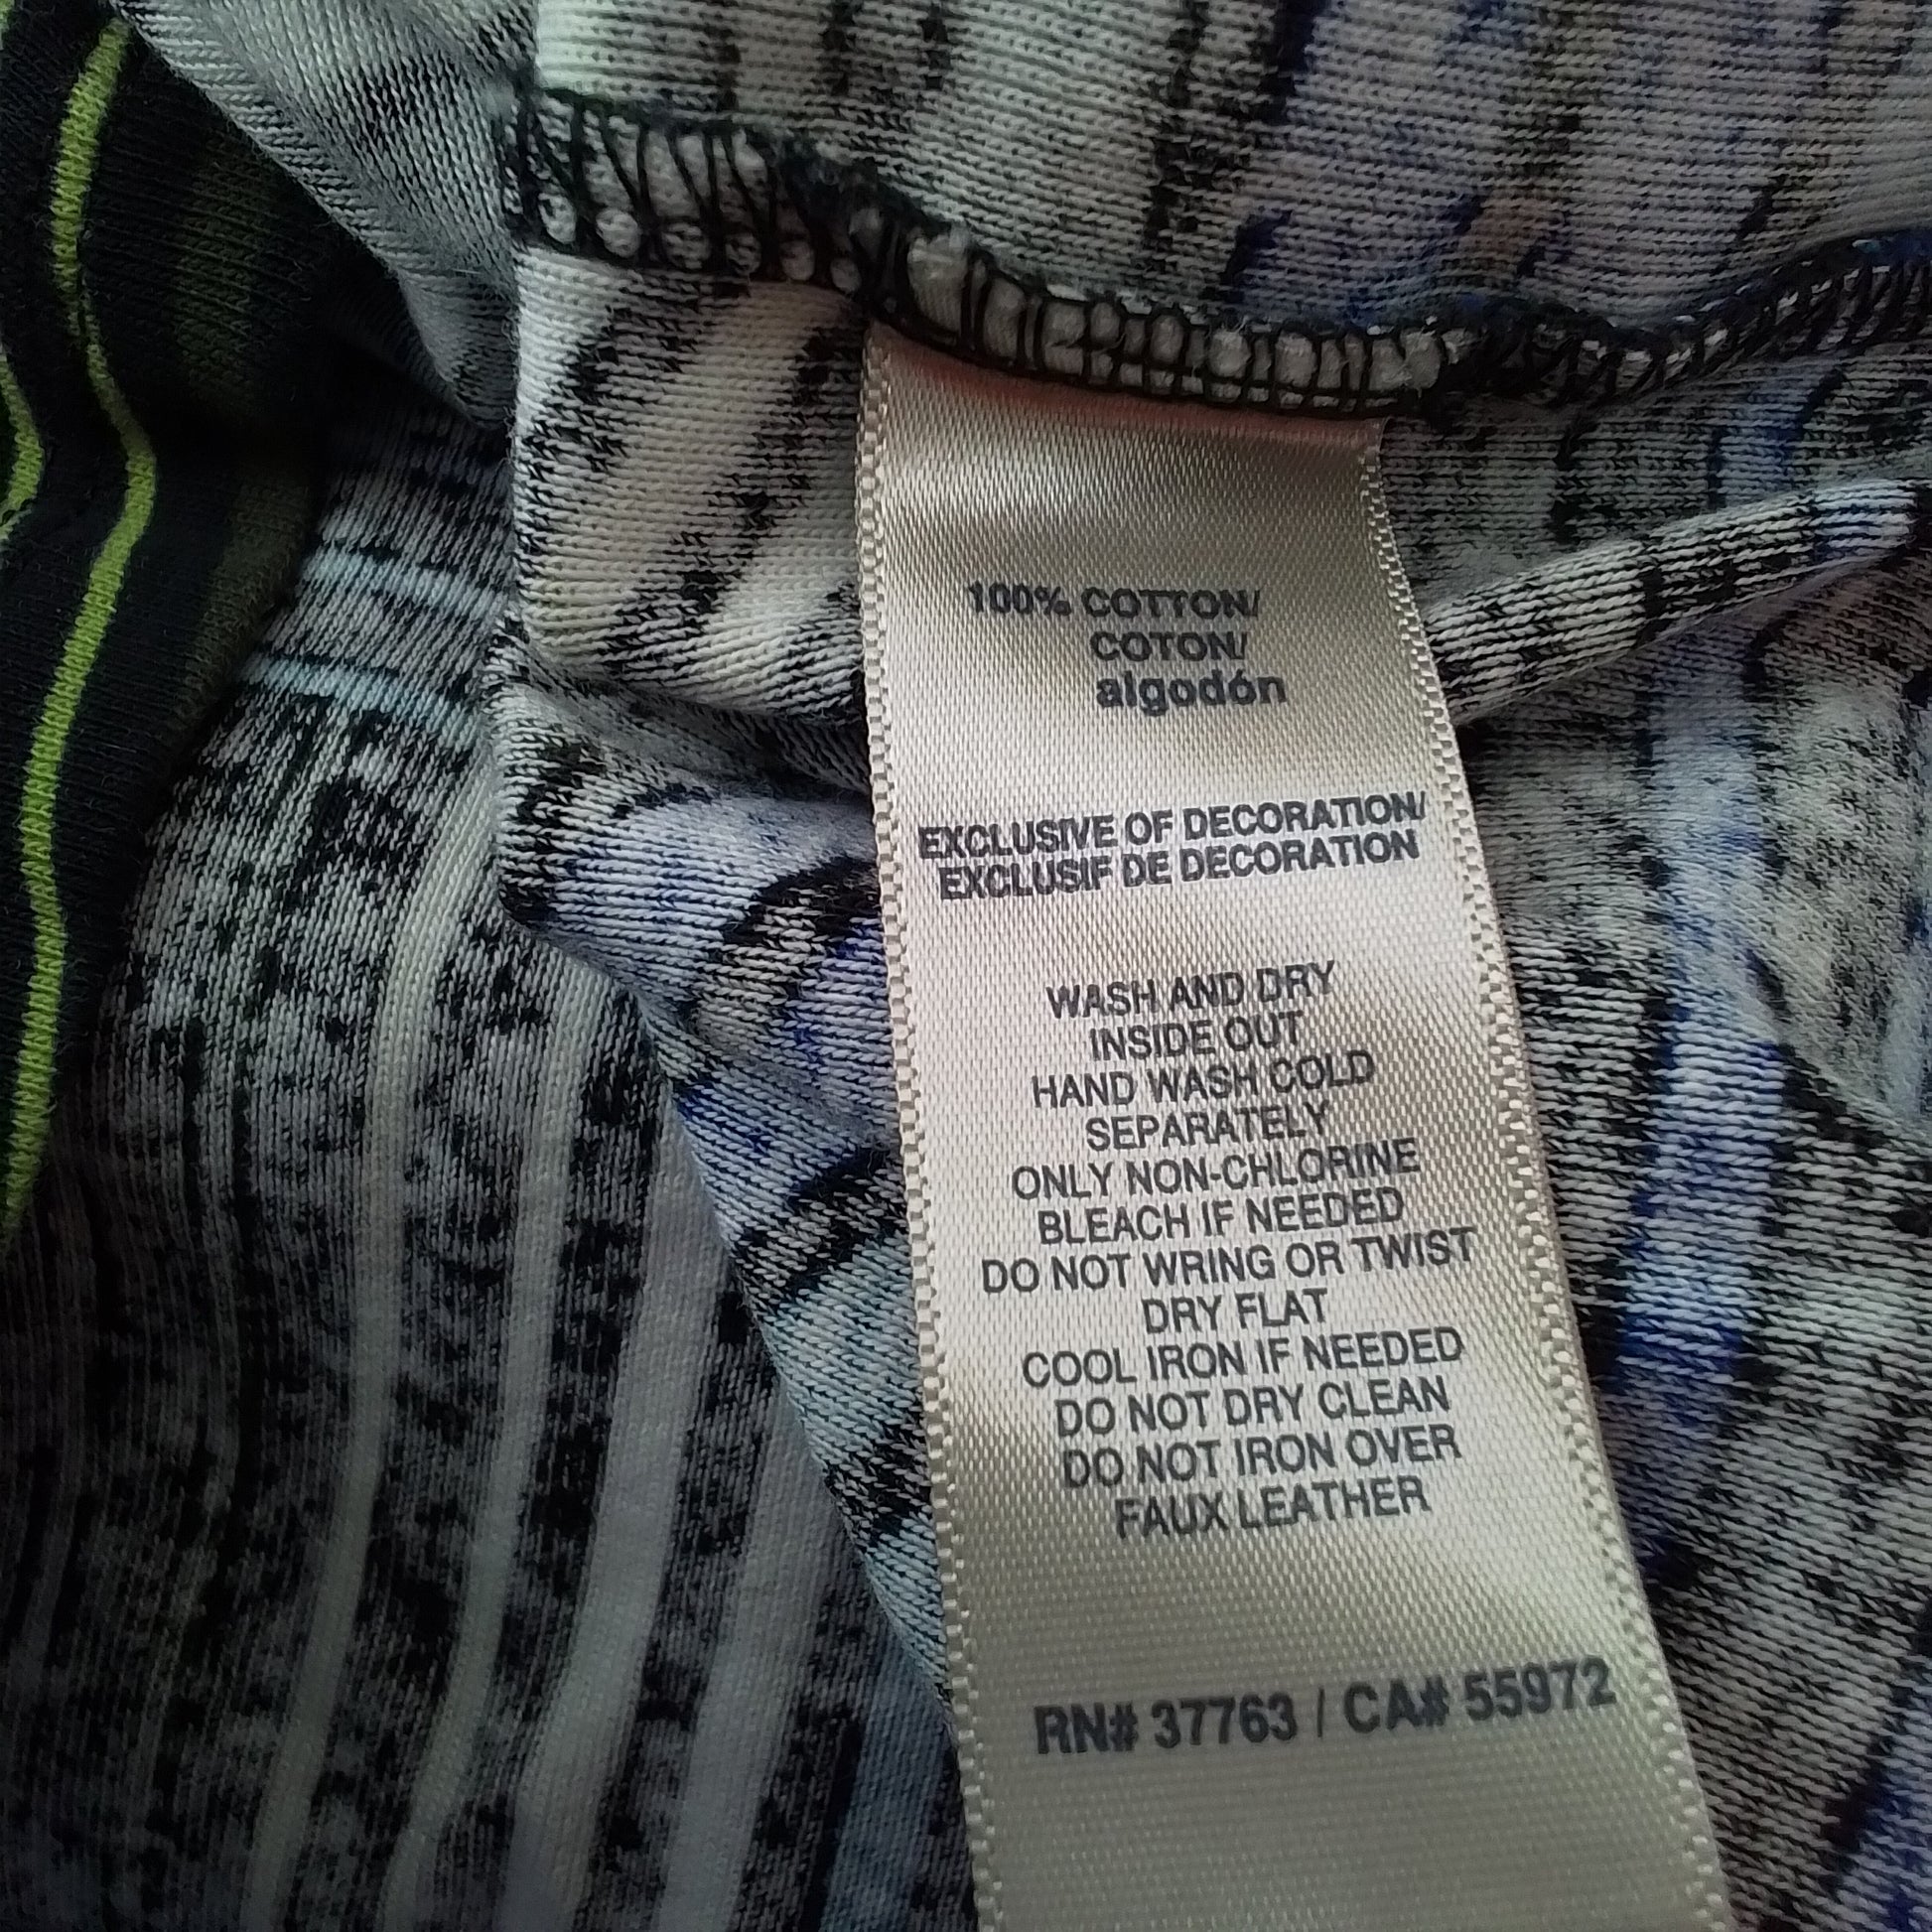 100% COTTON/
COTON/
algodón
EXCLUSIVE OF DECORATION/
EXCLUSIF DE DECORATION
WASH AND DRY
INSIDE OUT
HAND WASH COLD
SEPARATELY
ONLY NON-CHLORINE
BLEACH IF NEEDED
DO NOT WRING OR TWIST
DRY FLAT
COOL IRON IF NEEDED
DO NOT DRY CLEAN
DO NOT IRON OVER
FAUX LEATHER
RN# 37763 / CA# 55972